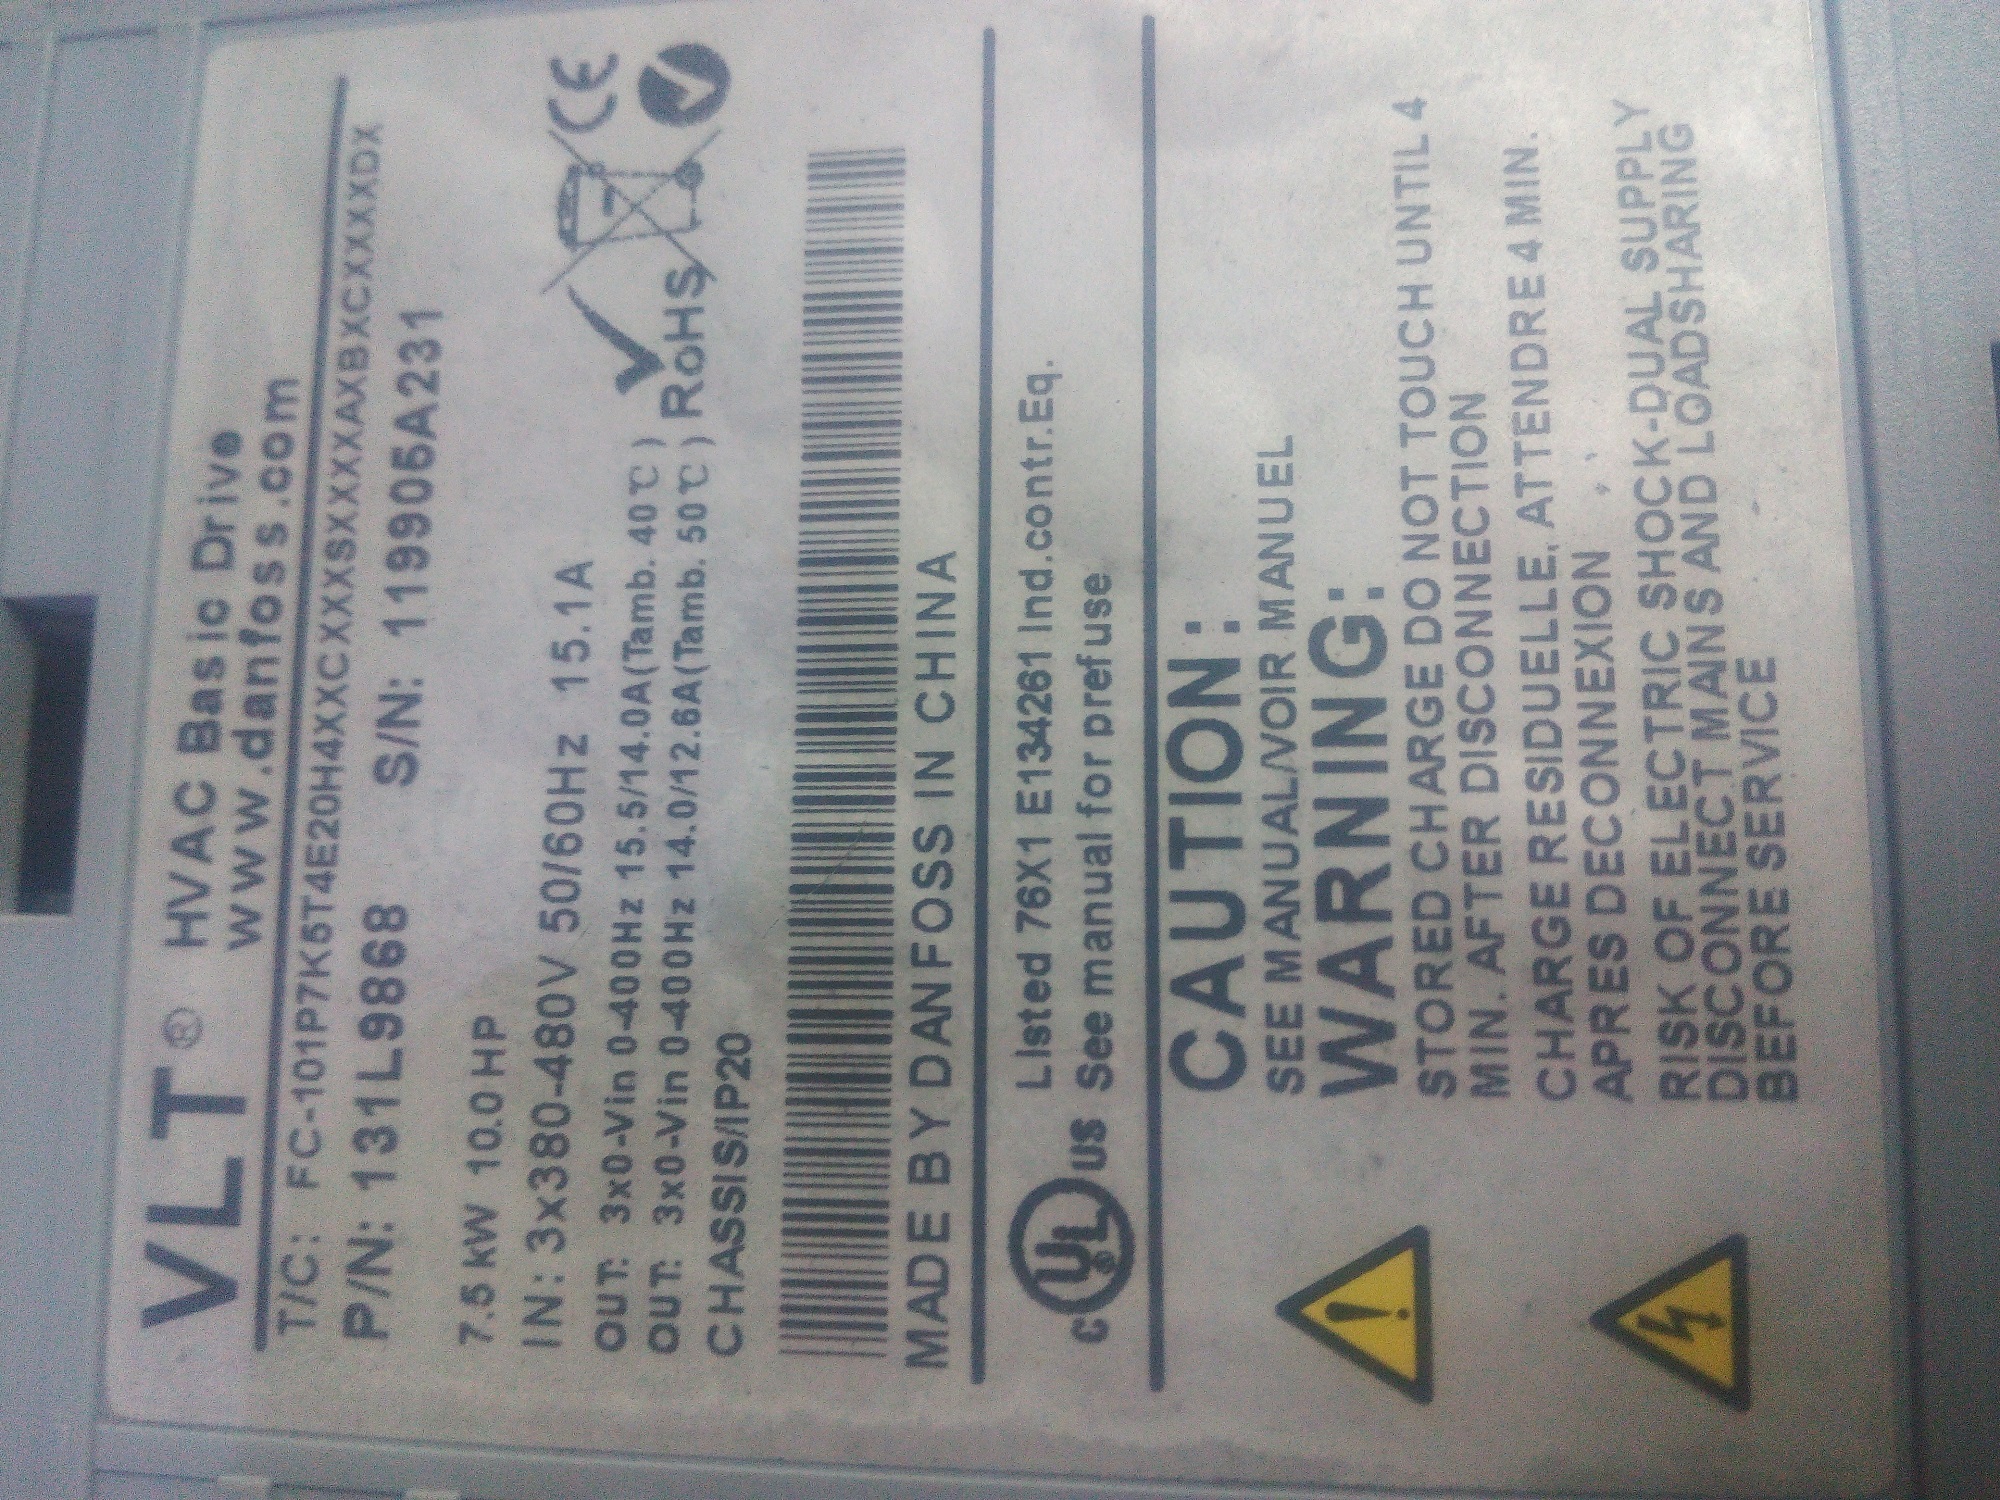 VLT® HVAC Basic Drive
www.danfoss.com
T/C: FC-101P7K5T4E20H4XXCXXXSXXXXAXBXCXXXXDX
P/N: 131L9868 S/N: 119905A231
7.5 kW 10.0 HP
IN: 3x380-480V 50/60Hz 15.1A
OUT: 3x0-Vin 0-400Hz 15.5/14.0A(Tamb. 40℃)
OUT: 3x0-Vin 0-400Hz 14.0/12.6A(Tamb. 50℃)
CHASSIS/IP20
CE
RoHS
MADE BY DANFOSS IN CHINA
c UL® us
Listed 76X1 E134261 Ind.contr.Eq.
See manual for prefuse
CAUTION:
SEE MANUAL/VOIR MANUEL
WARNING:
STORED CHARGE DO NOT TOUCH UNTIL 4
MIN. AFTER DISCONNECTION
CHARGE RESIDUELLE, ATTENDRE 4 MIN.
APRES DECONNEXION
RISK OF ELECTRIC SHOCK-DUAL SUPPLY
DISCONNECT MAINS AND LOADSHARING
BEFORE SERVICE